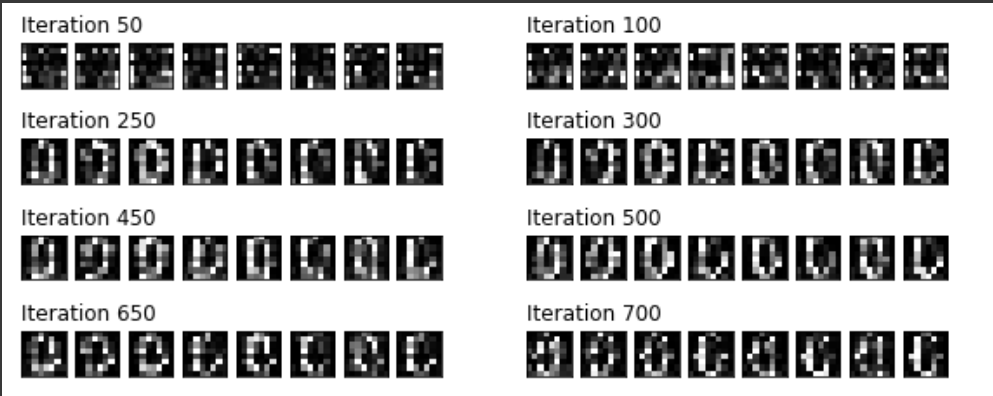 Iteration 50
Iteration 100
Iteration 250
Iteration 300
Iteration 450
Iteration 500
Iteration 650
Iteration 700